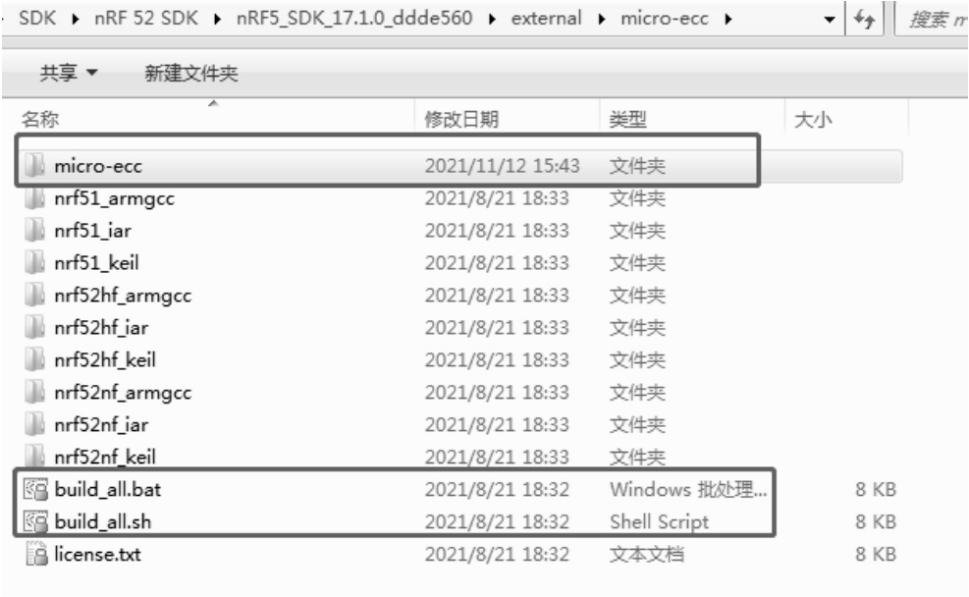 SDK ▸ nRF 52 SDK ▸ nRF5_SDK_17.1.0_ddde560 ▸ external ▸ micro-ecc ▸ 搜索
共享 新建文件夹
名称 修改日期 类型 大小
micro-ecc 2021/11/12 15:43 文件夹
nrf51_armgcc 2021/8/21 18:33 文件夹
nrf51_iar 2021/8/21 18:33 文件夹
nrf51_keil 2021/8/21 18:33 文件夹
nrf52hf_armgcc 2021/8/21 18:33 文件夹
nrf52hf_iar 2021/8/21 18:33 文件夹
nrf52hf_keil 2021/8/21 18:33 文件夹
nrf52nf_armgcc 2021/8/21 18:33 文件夹
nrf52nf_iar 2021/8/21 18:33 文件夹
nrf52nf_keil 2021/8/21 18:33 文件夹
build_all.bat 2021/8/21 18:32 Windows 批处理... 8 KB
build_all.sh 2021/8/21 18:32 Shell Script 8 KB
license.txt 2021/8/21 18:32 文本文档 8 KB